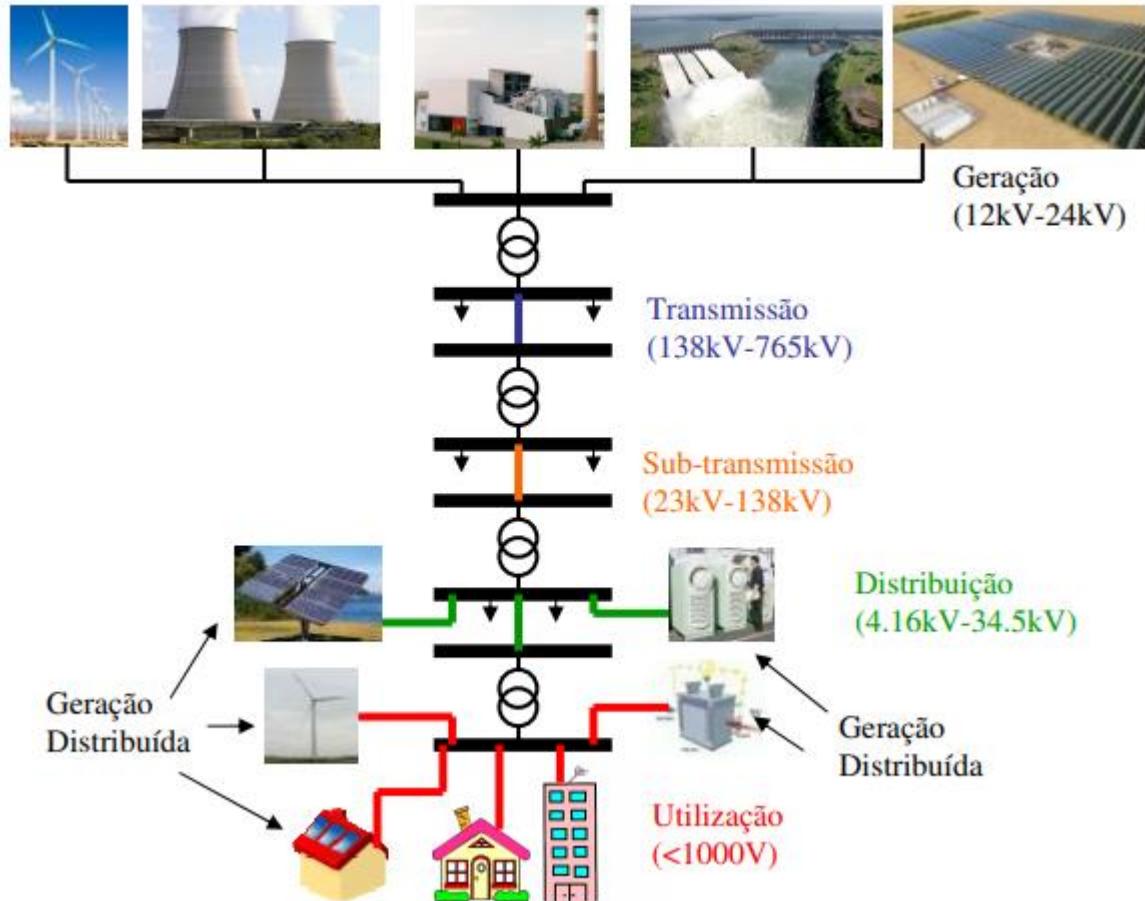 Geração
(12kV-24kV)
Transmissão
(138kV-765kV)
Sub-transmissão
(23kV-138kV)
Distribuição
(4.16kV-34.5kV)
Geração
Distribuída
Geração
Distribuída
Utilização
(<1000V)